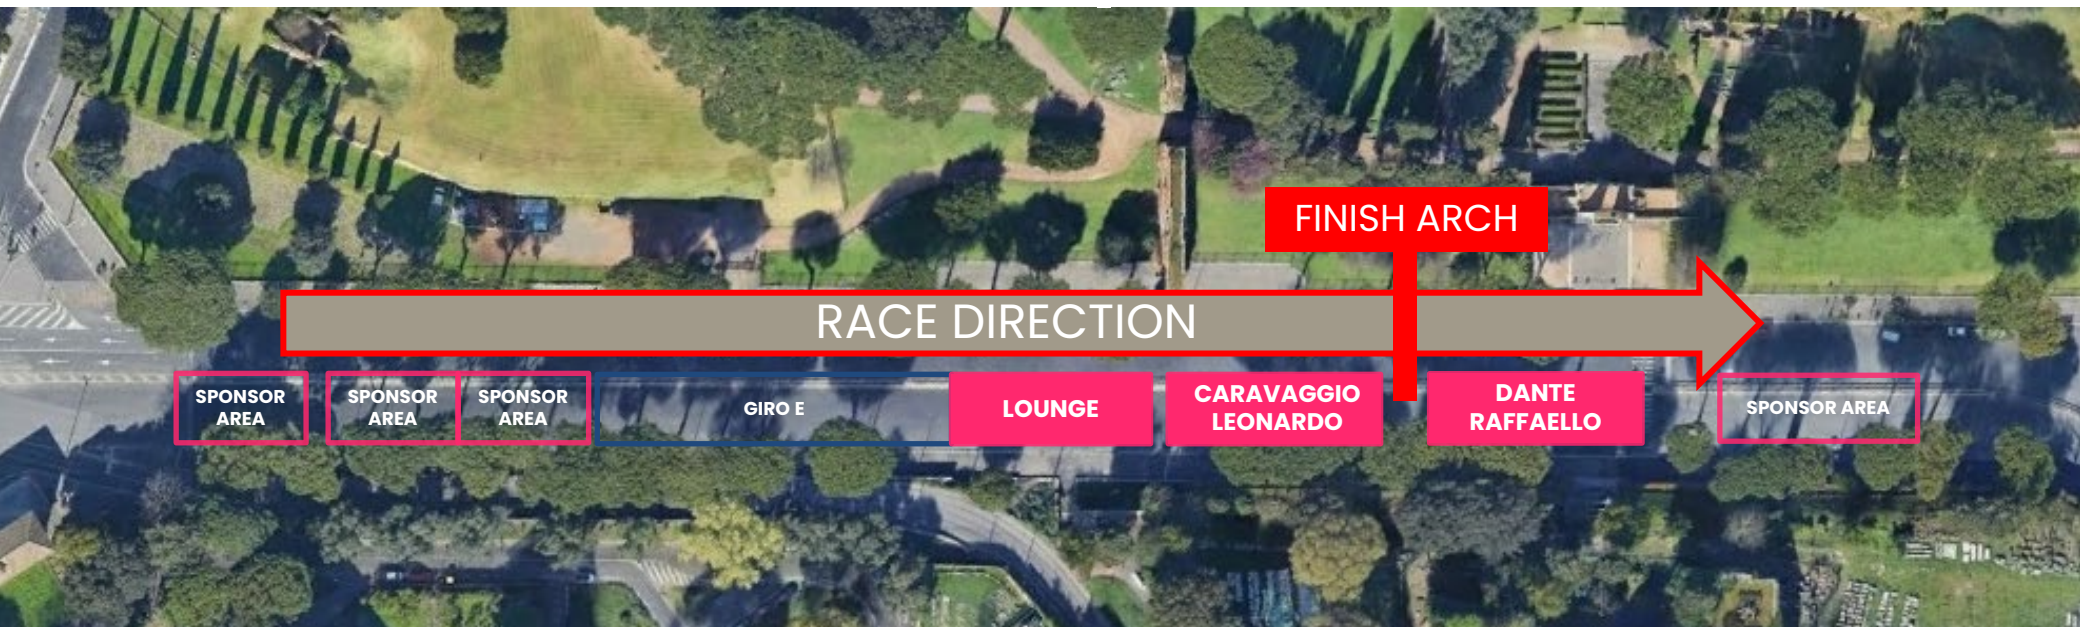 FINISH ARCH
RACE DIRECTION
SPONSOR
AREA
SPONSOR
AREA
SPONSOR
AREA
GIRO E
LOUNGE
CARAVAGGIO
LEONARDO
DANTE
RAFFAELLO
SPONSOR AREA